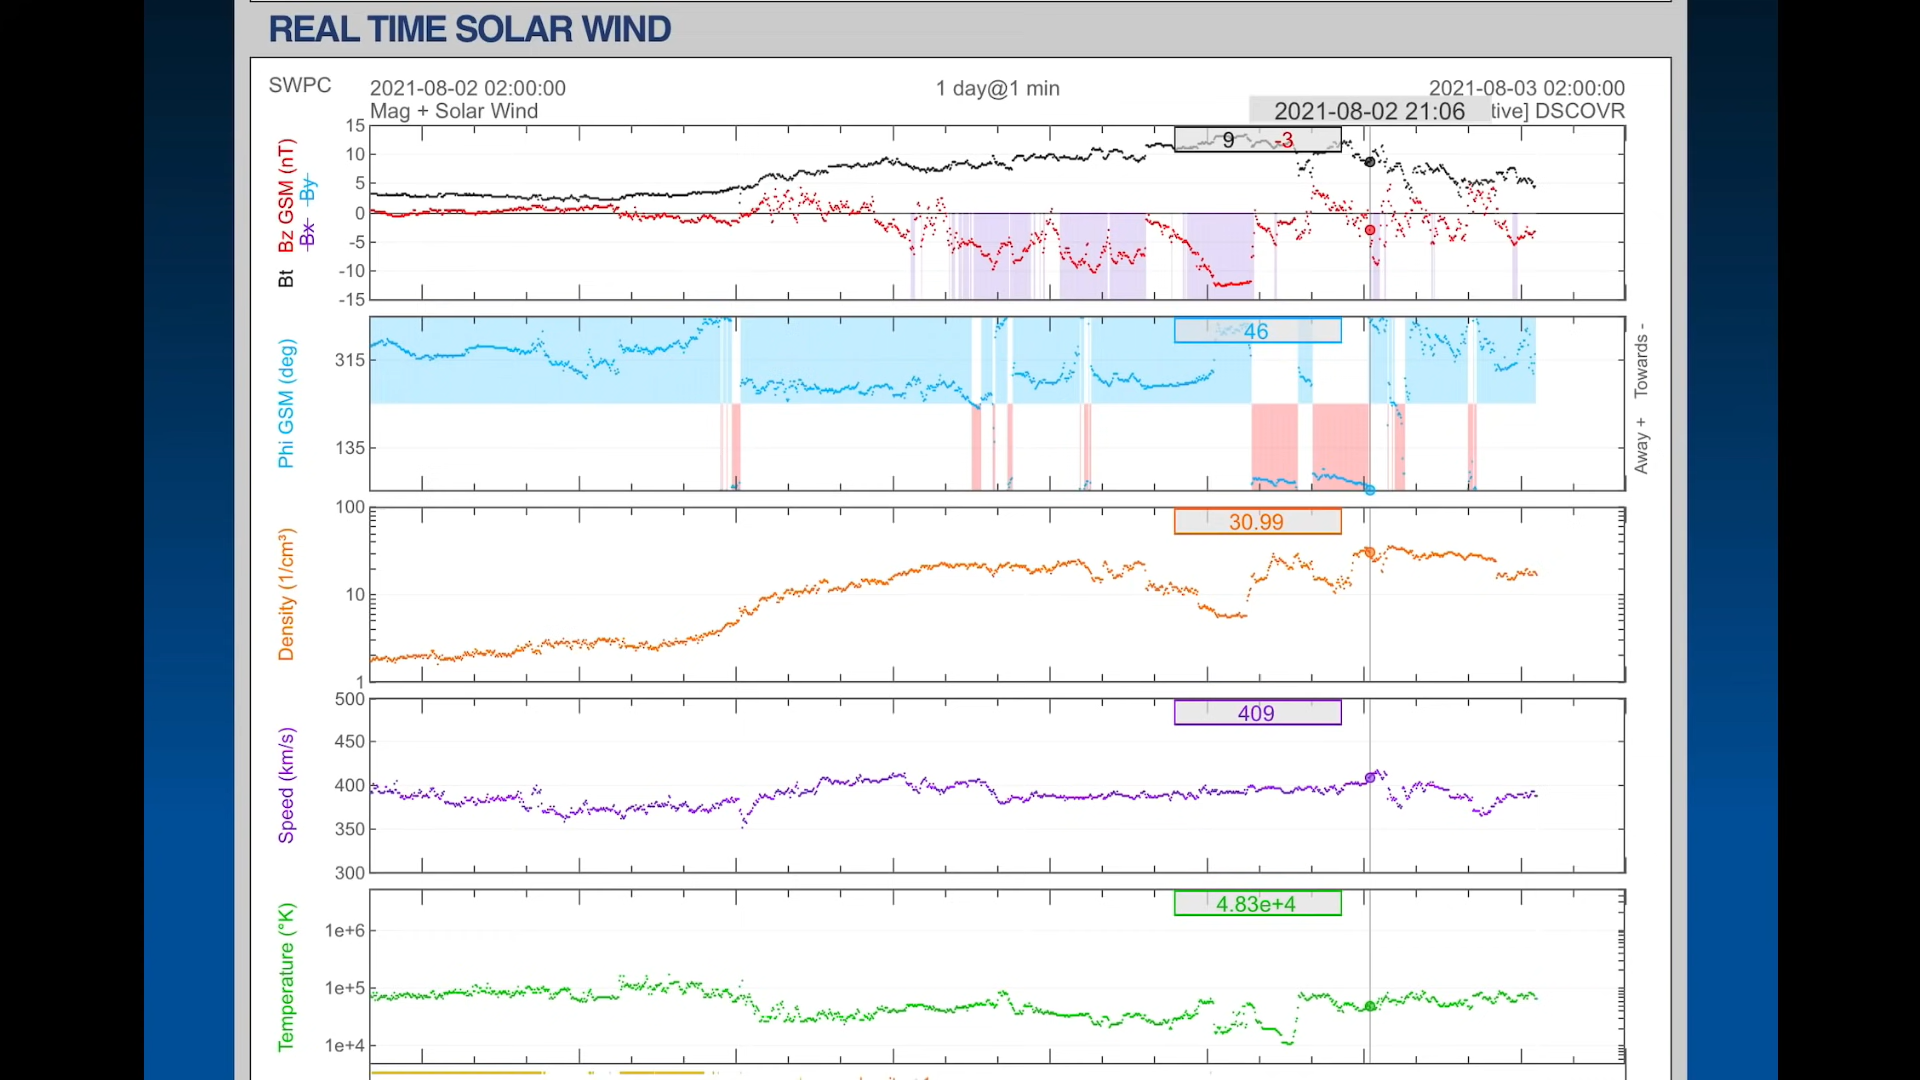 REAL TIME SOLAR WIND
SWPC
2021-08-02 02:00:00
1 day@1 min
2021-08-03 02:00:00
Mag + Solar Wind
2021-08-02 21:06
tive] DSCOVR
Bt Bz GSM (nT)
Bx By
15
10
5
0
-5
-10
-15
9 -3
Phi GSM (deg)
315
135
46
Away + Towards -
Density (1/cm³)
100
10
1
30.99
Speed (km/s)
500
450
400
350
300
409
Temperature (°K)
1e+6
1e+5
1e+4
4.83e+4